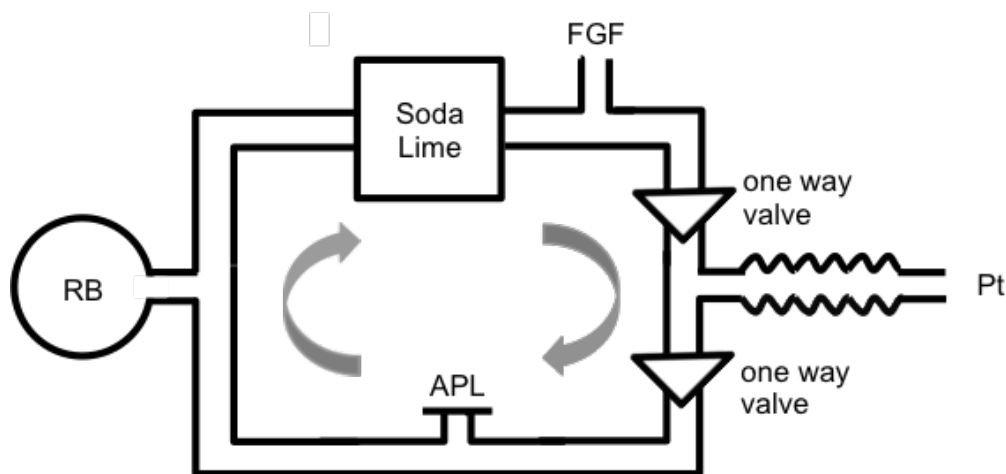 FGF
Soda
Lime
one way
valve
RB
Pt
APL
one way
valve